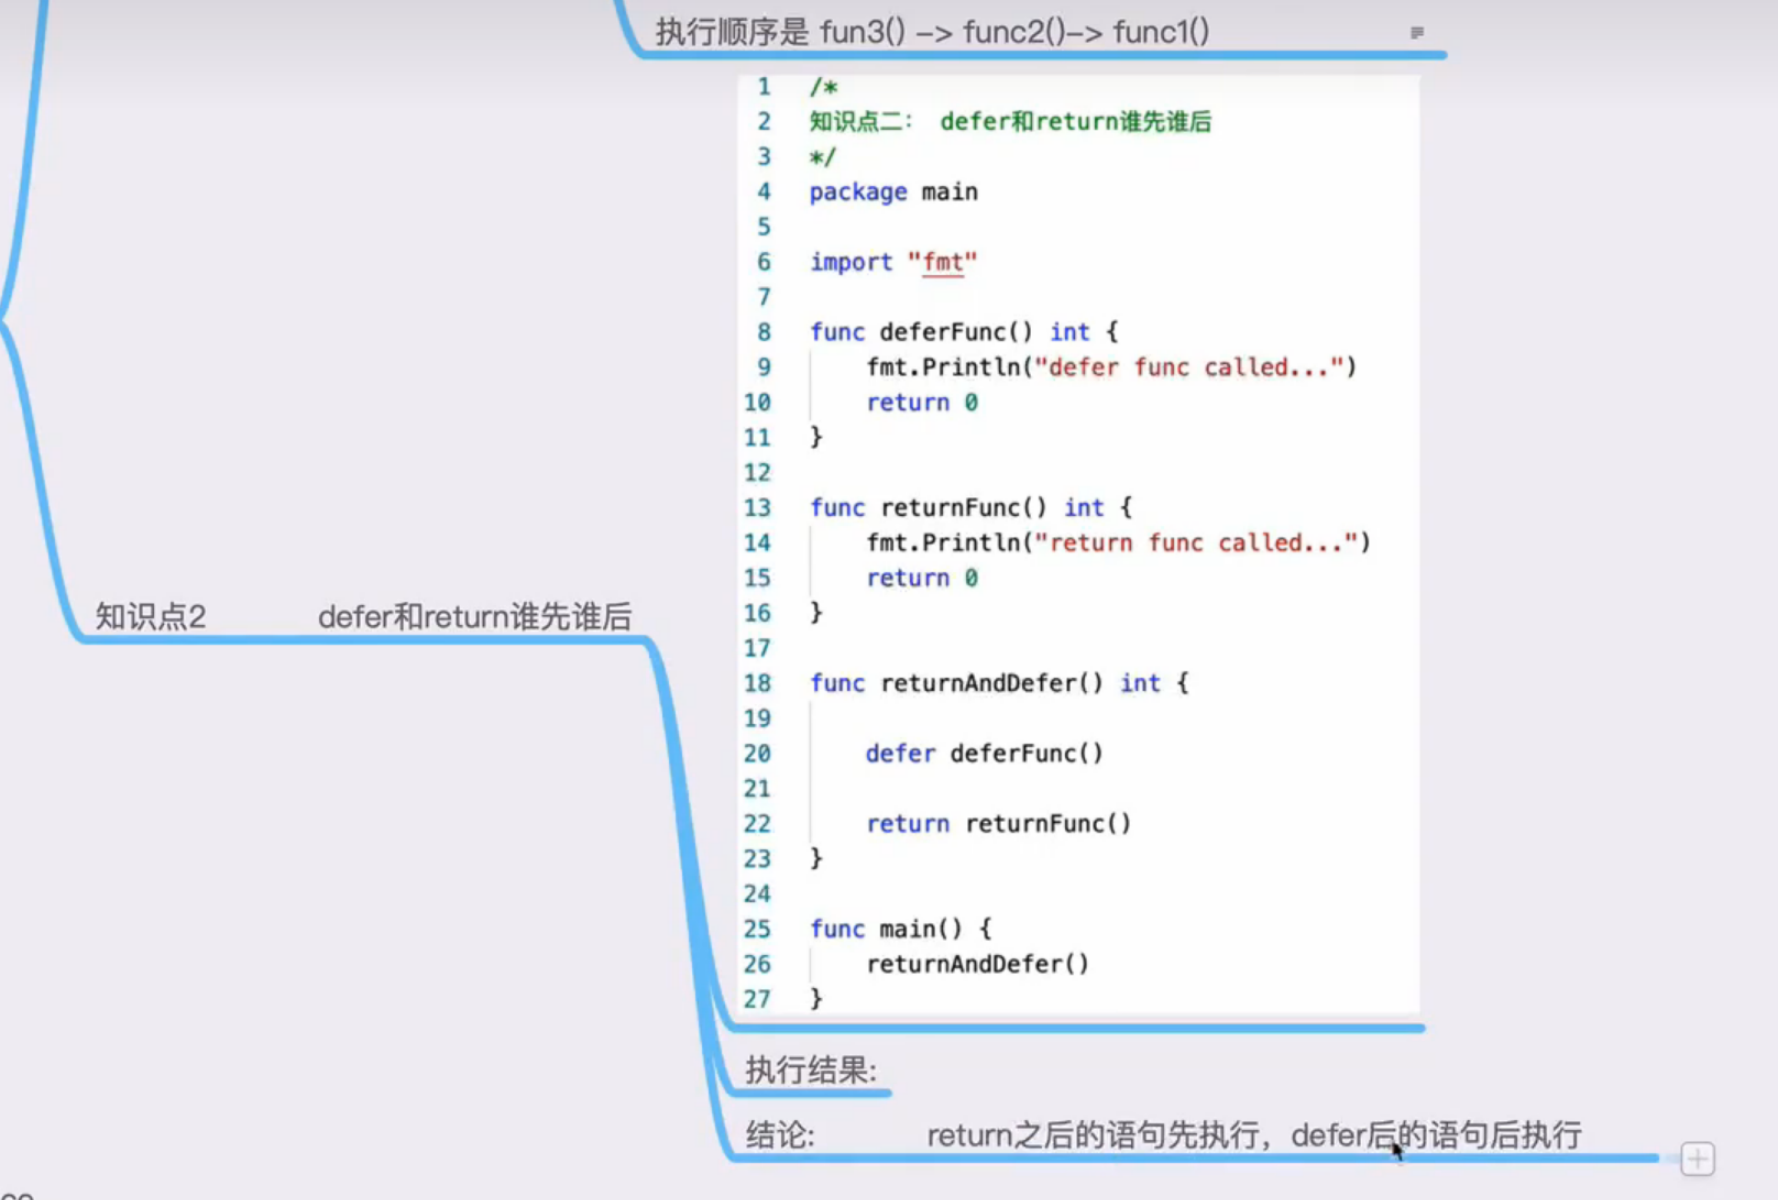 执行顺序是 fun3() –> func2()–> func1()
1 /*
2 知识点二： defer和return谁先谁后
3 */
4 package main
5
6 import "fmt"
7
8 func deferFunc() int {
9     fmt.Println("defer func called...")
10     return 0
11 }
12
13 func returnFunc() int {
14     fmt.Println("return func called...")
15     return 0
16 }
17
18 func returnAndDefer() int {
19
20     defer deferFunc()
21
22     return returnFunc()
23 }
24
25 func main() {
26     returnAndDefer()
27 }
知识点2 defer和return谁先谁后
执行结果:
结论: return之后的语句先执行，defer后的语句后执行